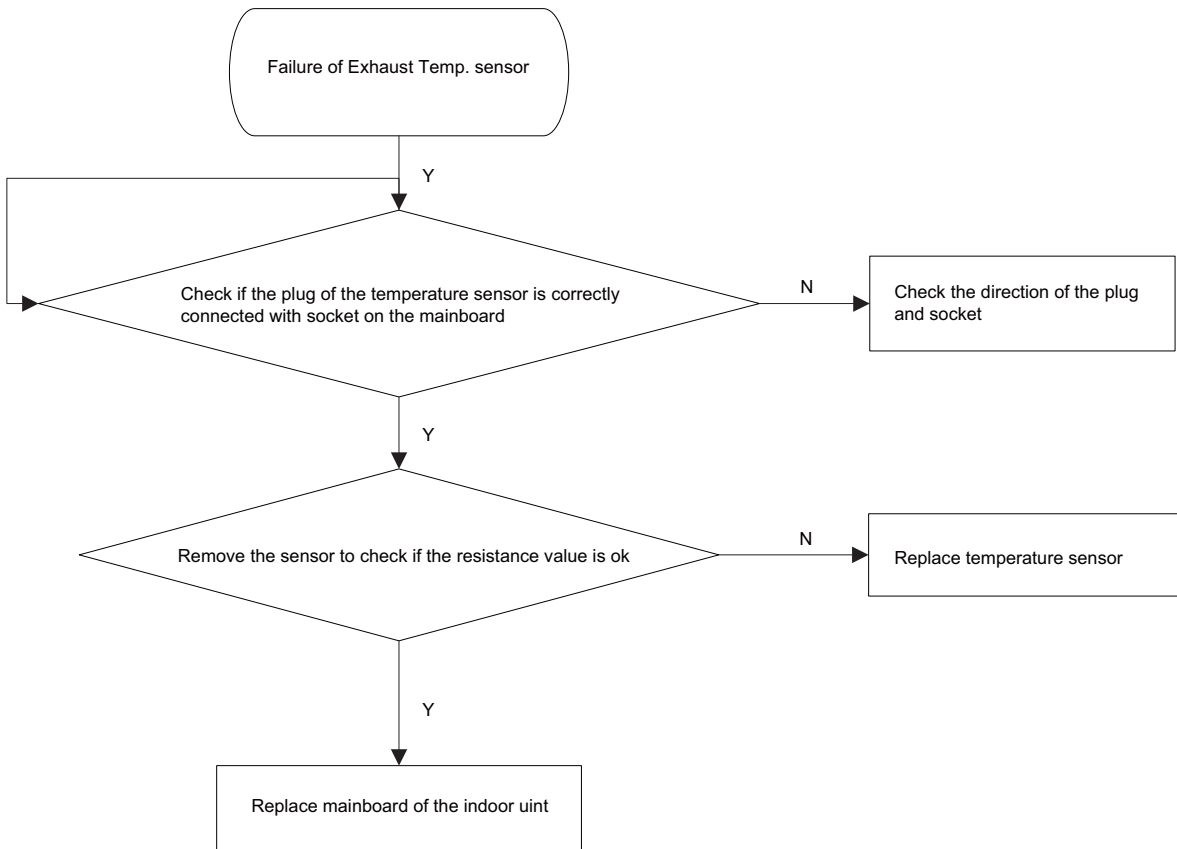 Failure of Exhaust Temp. sensor
Y
Check if the plug of the temperature sensor is correctly
connected with socket on the mainboard
N
Check the direction of the plug
and socket
Y
Remove the sensor to check if the resistance value is ok
N
Replace temperature sensor
Y
Replace mainboard of the indoor uint